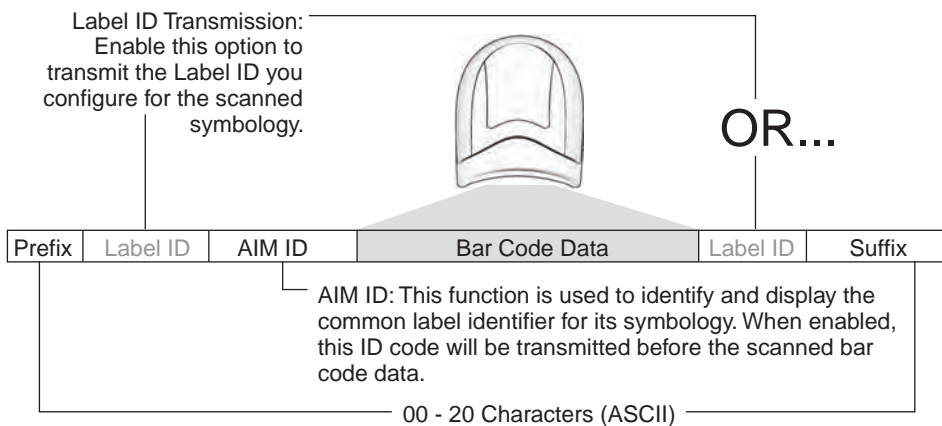 Label ID Transmission:
Enable this option to
transmit the Label ID you
configure for the scanned
symbology.
OR...
Prefix Label ID AIM ID Bar Code Data Label ID Suffix
AIM ID: This function is used to identify and display the
common label identifier for its symbology. When enabled,
this ID code will be transmitted before the scanned bar
code data.
00 - 20 Characters (ASCII)